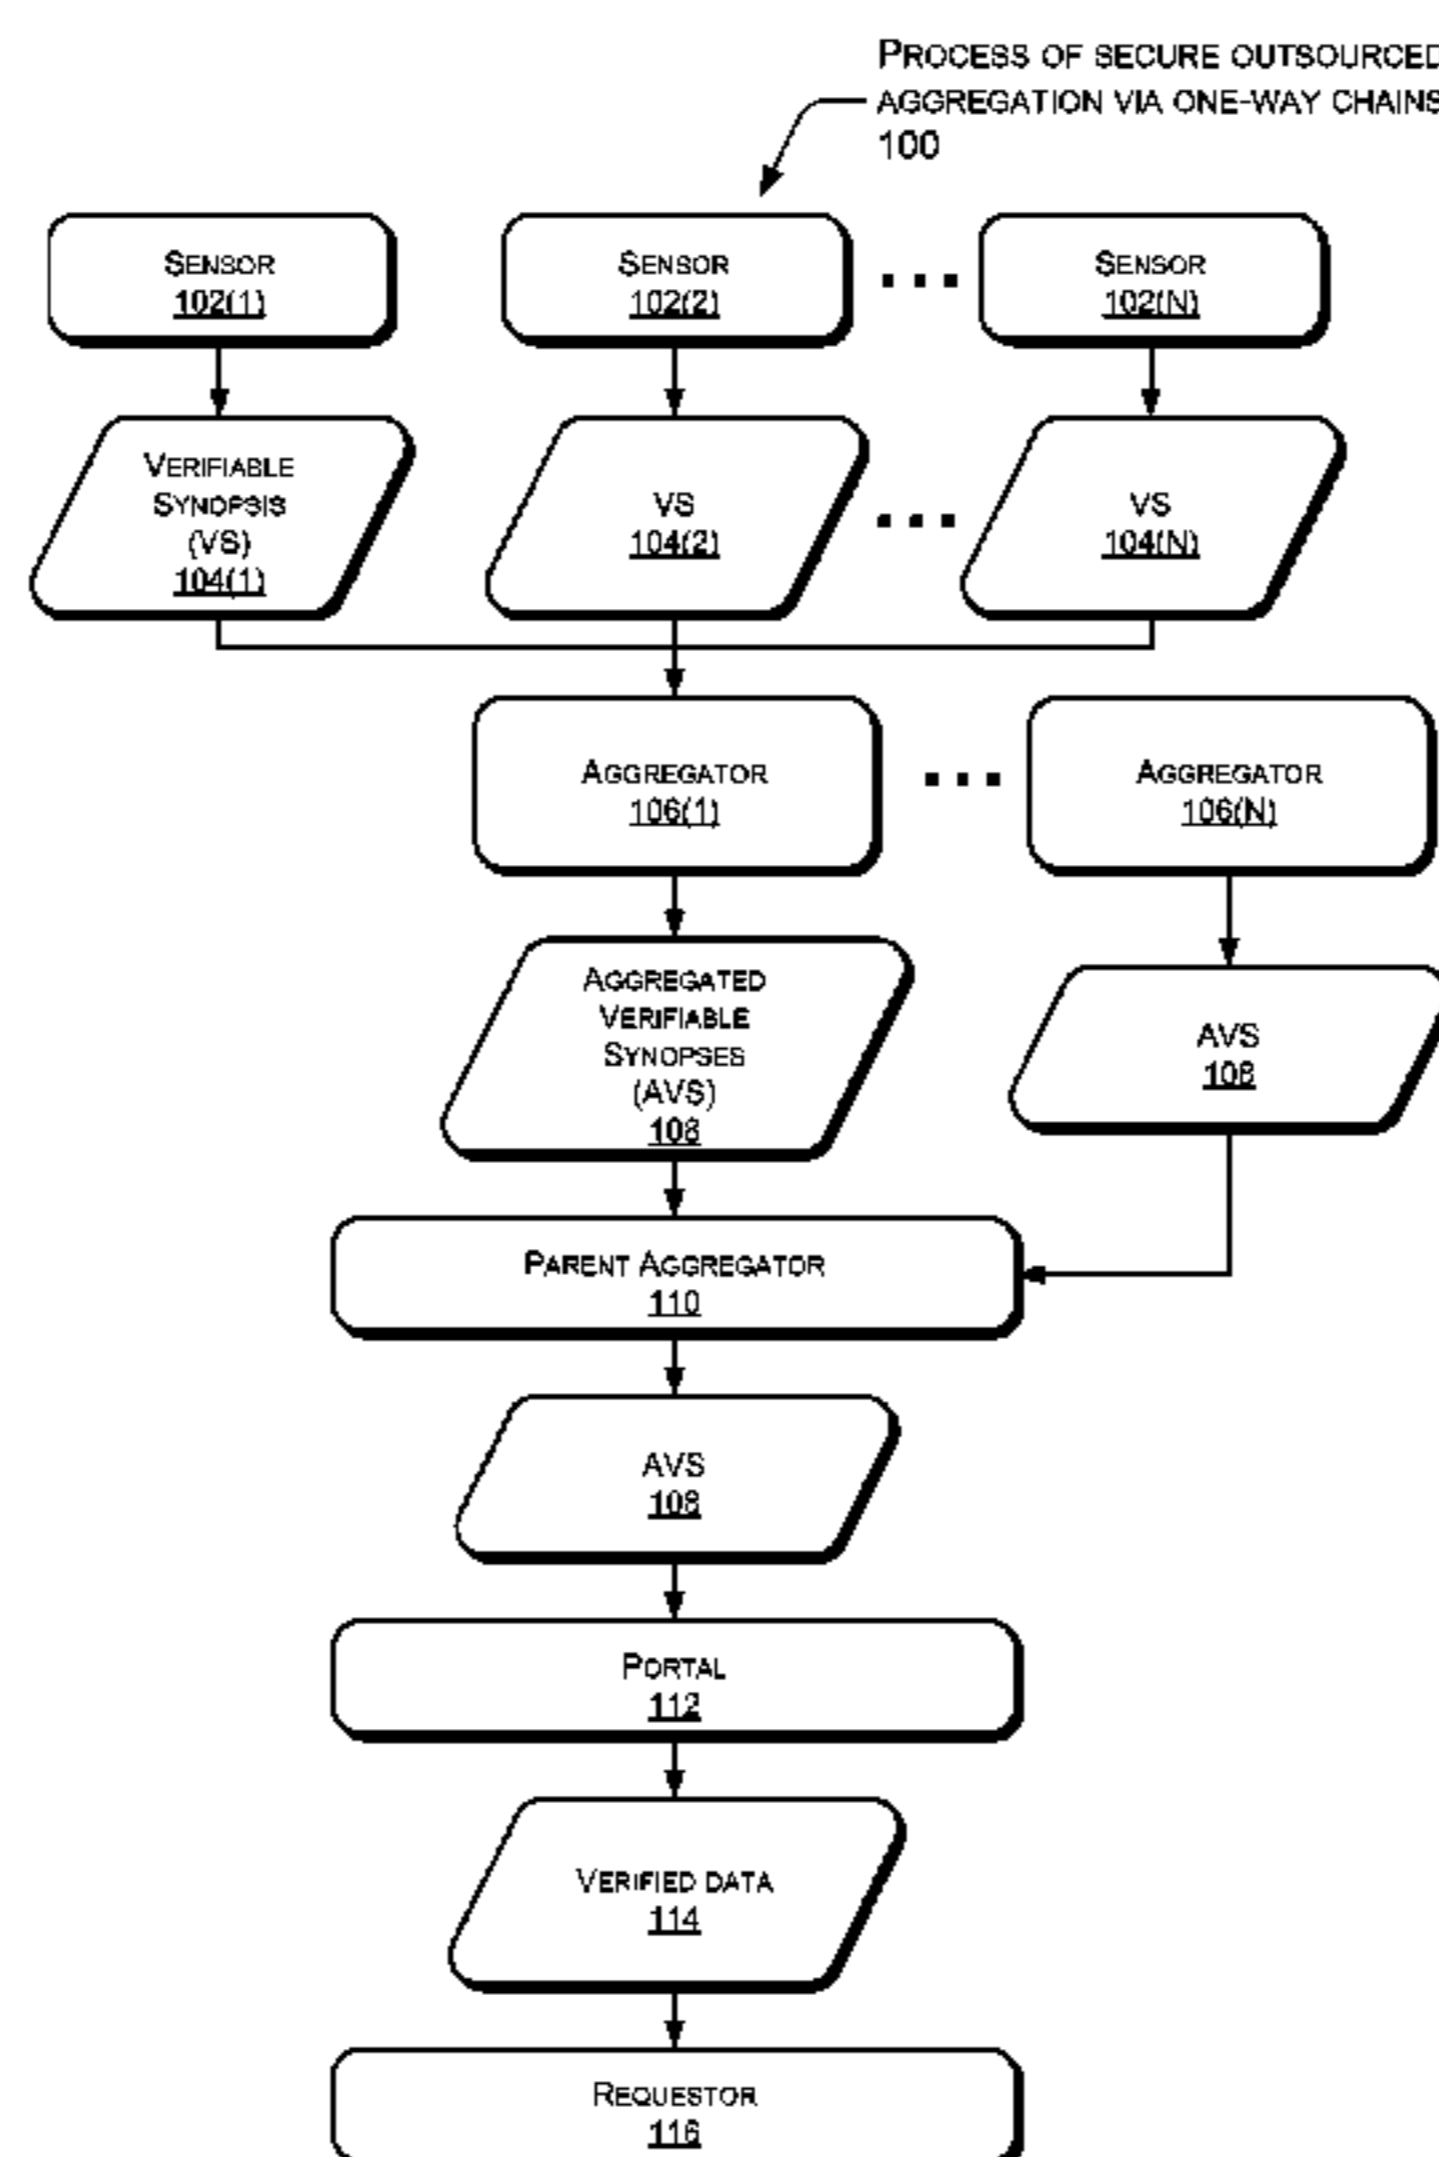 PROCESS OF SECURE OUTSOURCED
AGGREGATION VIA ONE-WAY CHAINS
100
SENSOR
102(1)
SENSOR
102(2)
SENSOR
102(N)
VERIFIABLE
SYNOPSIS
(VS)
104(1)
VS
104(2)
VS
104(N)
AGGREGATOR
106(1)
AGGREGATOR
106(N)
AGGREGATED
VERIFIABLE
SYNOPSES
(AVS)
108
AVS
108
PARENT AGGREGATOR
110
AVS
108
PORTAL
112
VERIFIED DATA
114
REQUESTOR
116